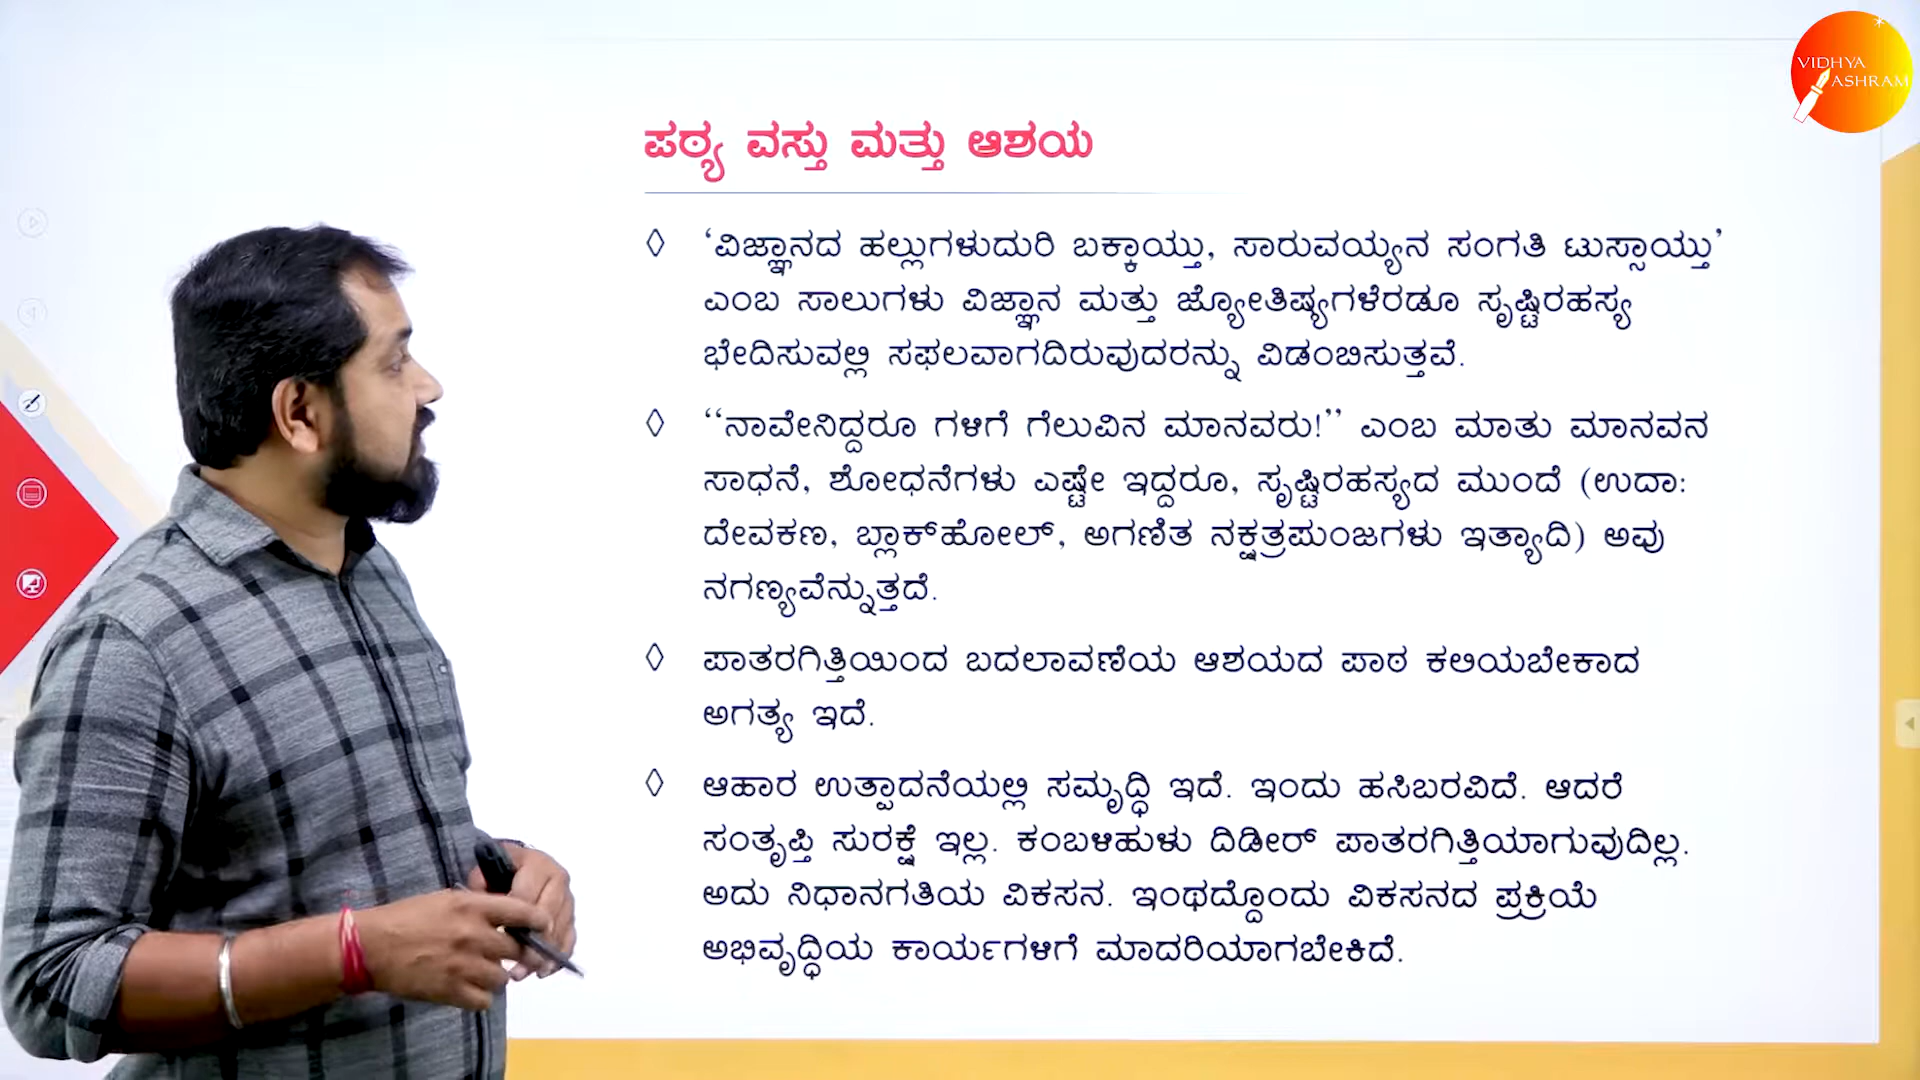 VIDHYA
ASHRAM
ಪಠ್ಯ ವಸ್ತು ಮತ್ತು ಆಶಯ
◊ ‘ವಿಜ್ಞಾನದ ಹಲ್ಲುಗಳುದುರಿ ಬಕ್ಕಾಯ್ತು, ಸಾರುವಯ್ಯನ ಸಂಗತಿ ಟುಸ್ಸಾಯ್ತು’
ಎಂಬ ಸಾಲುಗಳು ವಿಜ್ಞಾನ ಮತ್ತು ಜ್ಯೋತಿಷ್ಯಗಳೆರಡೂ ಸೃಷ್ಟಿರಹಸ್ಯ
ಭೇದಿಸುವಲ್ಲಿ ಸಫಲವಾಗದಿರುವುದರನ್ನು ವಿಡಂಬಿಸುತ್ತವೆ.
◊ “ನಾವೇನಿದ್ದರೂ ಗಳಿಗೆ ಗೆಲುವಿನ ಮಾನವರು!” ಎಂಬ ಮಾತು ಮಾನವನ
ಸಾಧನೆ, ಶೋಧನೆಗಳು ಎಷ್ಟೇ ಇದ್ದರೂ, ಸೃಷ್ಟಿರಹಸ್ಯದ ಮುಂದೆ (ಉದಾ:
ದೇವಕಣ, ಬ್ಲಾಕ್‌ಹೋಲ್, ಅಗಣಿತ ನಕ್ಷತ್ರಪುಂಜಗಳು ಇತ್ಯಾದಿ) ಅವು
ನಗಣ್ಯವೆನ್ನುತ್ತದೆ.
◊ ಪಾತರಗಿತ್ತಿಯಿಂದ ಬದಲಾವಣೆಯ ಆಶಯದ ಪಾಠ ಕಲಿಯಬೇಕಾದ
ಅಗತ್ಯ ಇದೆ.
◊ ಆಹಾರ ಉತ್ಪಾದನೆಯಲ್ಲಿ ಸಮೃದ್ಧಿ ಇದೆ. ಇಂದು ಹಸಿಬರವಿದೆ. ಆದರೆ
ಸಂತೃಪ್ತಿ ಸುರಕ್ಷೆ ಇಲ್ಲ. ಕಂಬಳಿಹುಳು ದಿಡೀರ್ ಪಾತರಗಿತ್ತಿಯಾಗುವುದಿಲ್ಲ.
ಅದು ನಿಧಾನಗತಿಯ ವಿಕಸನ. ಇಂಥದ್ದೊಂದು ವಿಕಸನದ ಪ್ರಕ್ರಿಯೆ
ಅಭಿವೃದ್ಧಿಯ ಕಾರ್ಯಗಳಿಗೆ ಮಾದರಿಯಾಗಬೇಕಿದೆ.